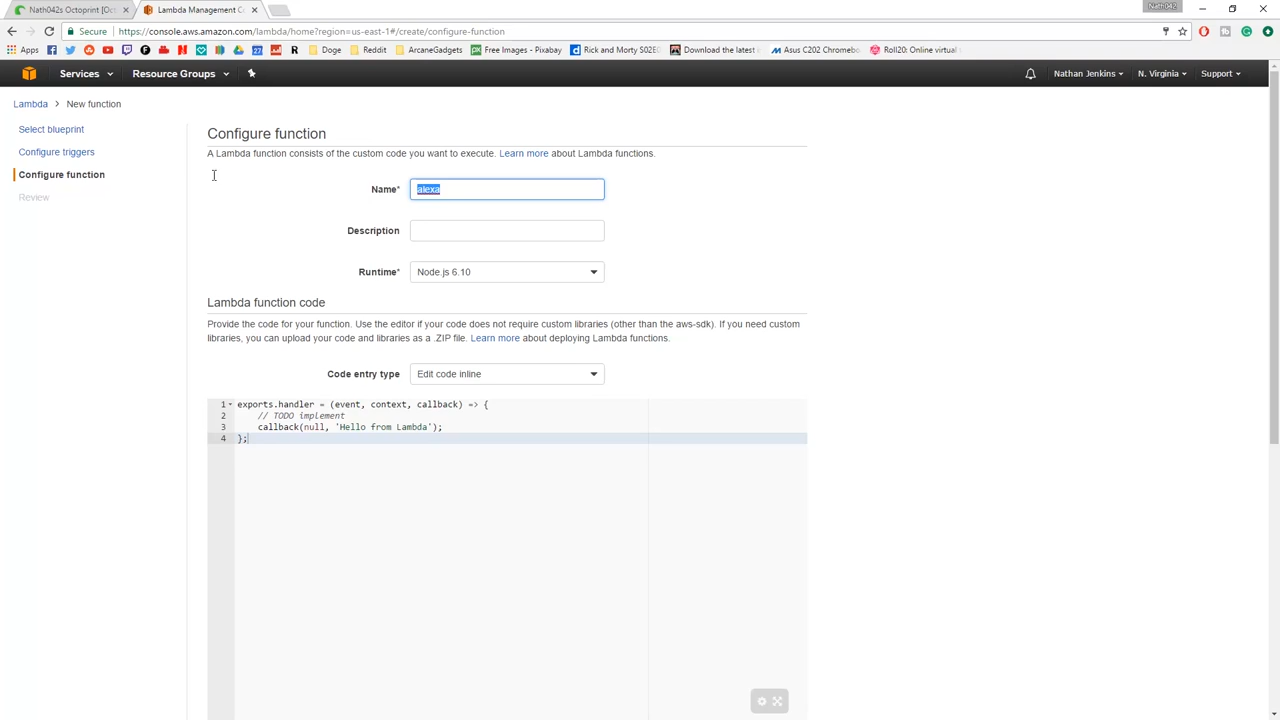 Nath042s Octoprint [Oct
Lambda Management C
Nath042
Secure https://console.aws.amazon.com/lambda/home?region=us-east-1#/create/configure-function
Apps 27 R Doge Reddit ArcaneGadgets Free Images - Pixabay Rick and Morty S02E0 Download the latest Asus C202 Chromebo Roll20: Online virtual
Services Resource Groups Nathan Jenkins N. Virginia Support
Lambda > New function
Select blueprint
Configure triggers
Configure function
Review
Configure function
A Lambda function consists of the custom code you want to execute. Learn more about Lambda functions.
Name* alexa
Description
Runtime* Node.js 6.10
Lambda function code
Provide the code for your function. Use the editor if your code does not require custom libraries (other than the aws-sdk). If you need custom
libraries, you can upload your code and libraries as a .ZIP file. Learn more about deploying Lambda functions.
Code entry type Edit code inline
1 exports.handler = (event, context, callback) => {
2 // TODO implement
3 callback(null, 'Hello from Lambda');
4 };